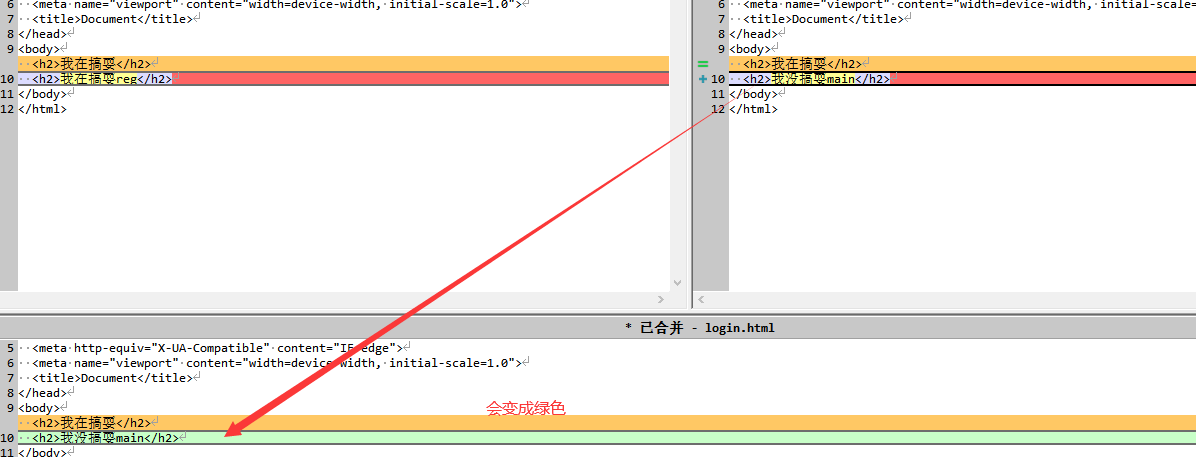 6 <meta name="viewport" content="width=device-width, initial-scale=1.0">
7 <title>Document</title>
8 </head>
9 <body>
<h2>我在搞耍</h2>
10 <h2>我在搞耍reg</h2>
11 </body>
12 </html>
6 <meta name="viewport" content="width=device-width, initial-scale=
7 <title>Document</title>
8 </head>
9 <body>
<h2>我在搞耍</h2>
10 <h2>我没搞耍main</h2>
11 </body>
12 </html>
* 已合并 - login.html
5 <meta http-equiv="X-UA-Compatible" content="IE=edge">
6 <meta name="viewport" content="width=device-width, initial-scale=1.0">
7 <title>Document</title>
8 </head>
9 <body>
会变成绿色
<h2>我在搞耍</h2>
10 <h2>我没搞耍main</h2>
11 </body>